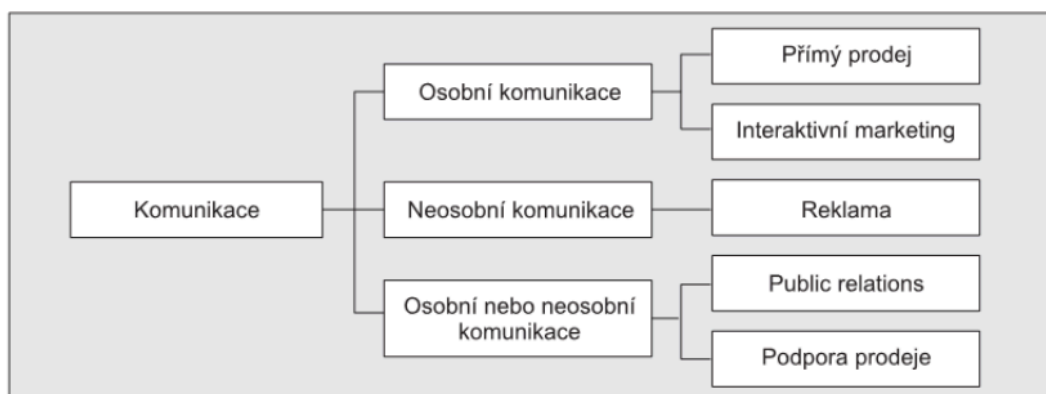 Komunikace
Osobní komunikace
Přímý prodej
Interaktivní marketing
Neosobní komunikace
Reklama
Osobní nebo neosobní
komunikace
Public relations
Podpora prodeje